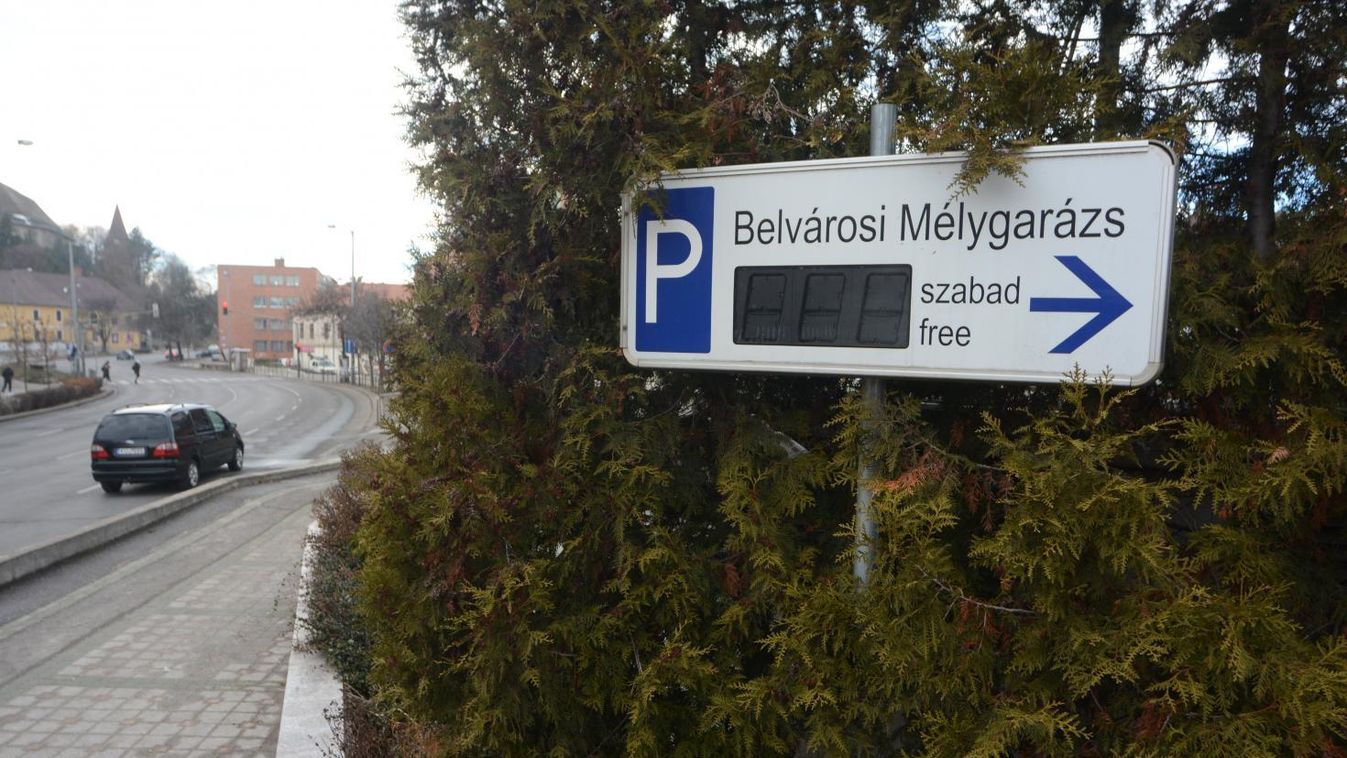 P
Belvárosi Mélygarázs
szabad
free